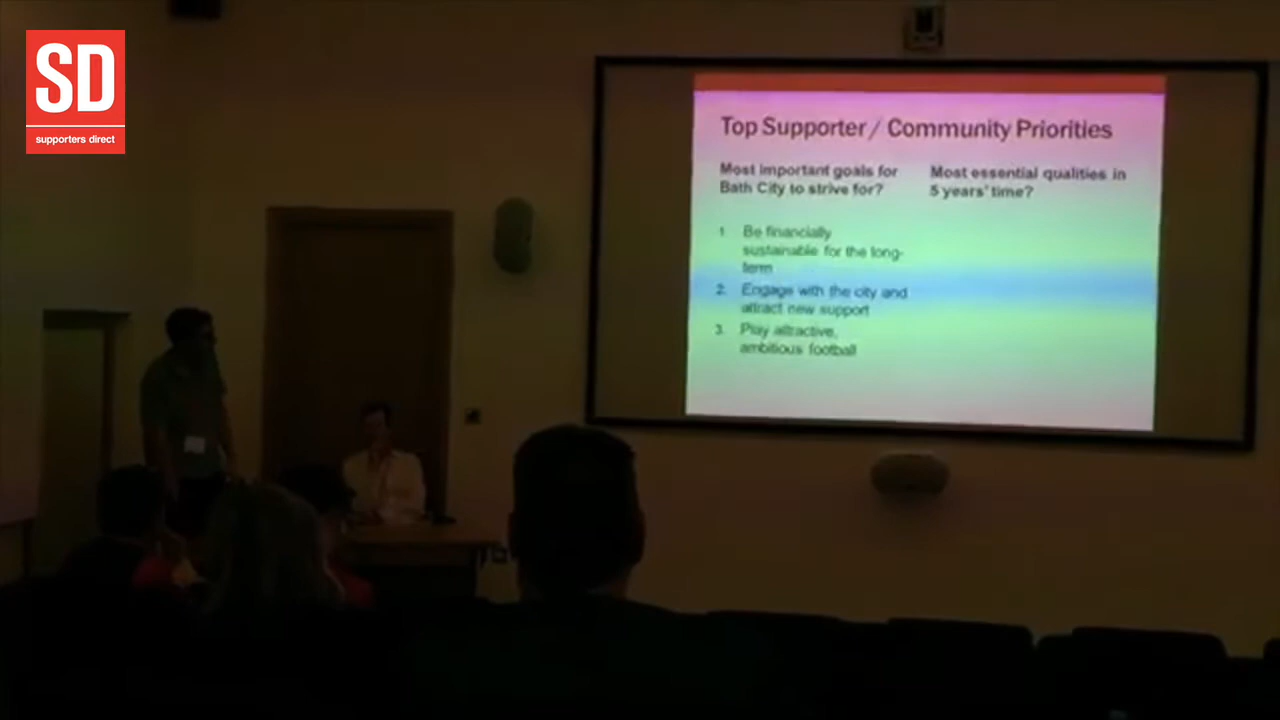 SD
supporters direct
Top Supporter / Community Priorities
Most important goals for
Bath City to strive for?
Most essential qualities in
5 years' time?
1. Be financially
sustainable for the long-
term
2. Engage with the city and
attract new support
3. Play attractive,
ambitious football